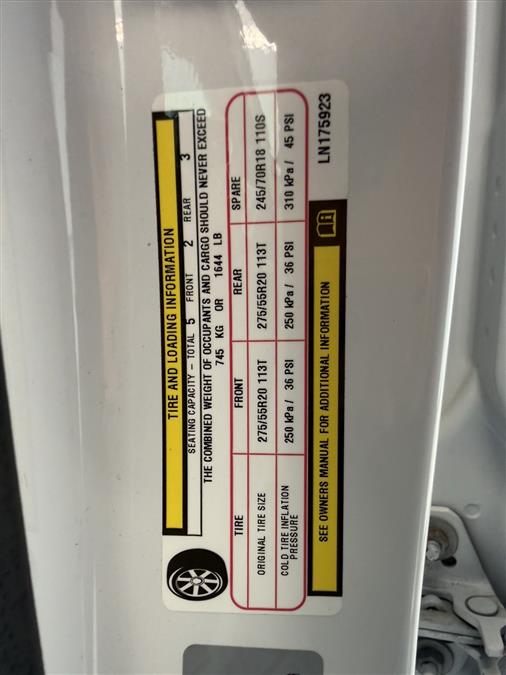 TIRE AND LOADING INFORMATION
SEATING CAPACITY – TOTAL 5 FRONT 2 REAR 3
THE COMBINED WEIGHT OF OCCUPANTS AND CARGO SHOULD NEVER EXCEED
745 KG OR 1644 LB
TIRE FRONT REAR SPARE
ORIGINAL TIRE SIZE 275/55R20 113T 275/55R20 113T 245/70R18 110S
COLD TIRE INFLATION PRESSURE 250 kPa / 36 PSI 250 kPa / 36 PSI 310 kPa / 45 PSI
SEE OWNERS MANUAL FOR ADDITIONAL INFORMATION
LN175923